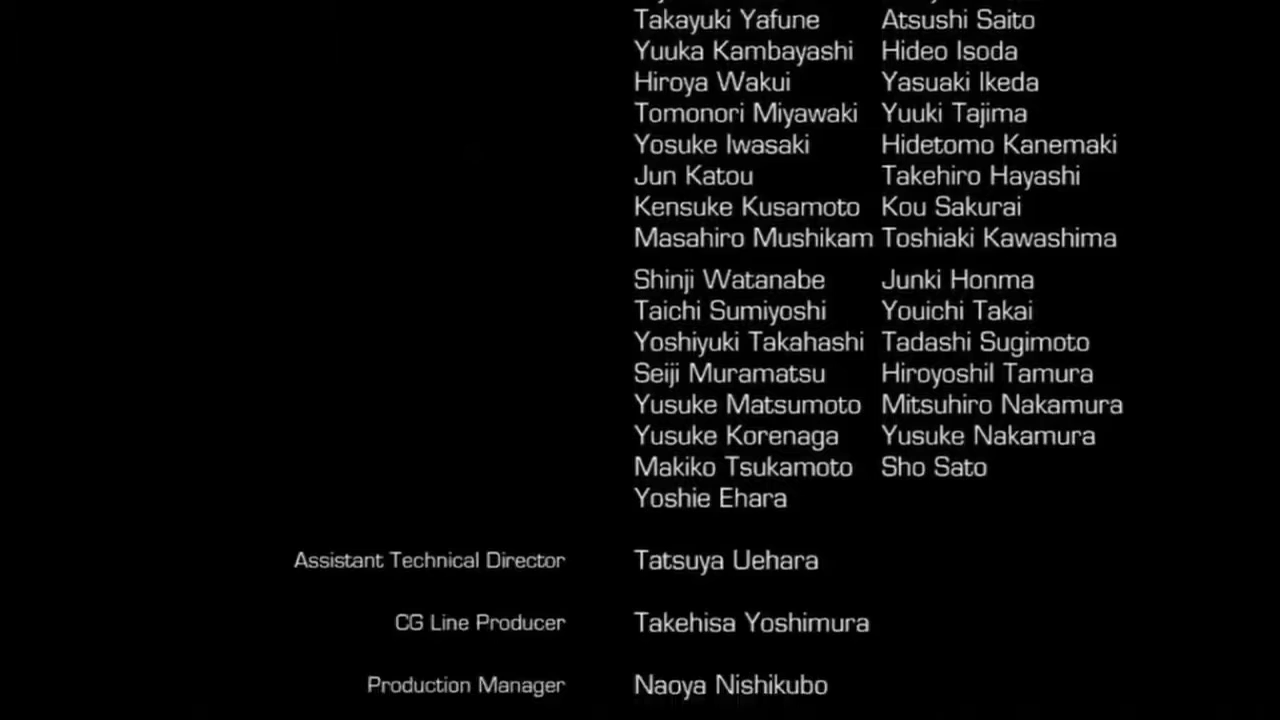 Takayuki Yafune Atsushi Saito
Yuuka Kambayashi Hideo Isoda
Hiroya Wakui Yasuaki Ikeda
Tomonori Miyawaki Yuuki Tajima
Yosuke Iwasaki Hidetomo Kanemaki
Jun Katou Takehiro Hayashi
Kensuke Kusamoto Kou Sakurai
Masahiro Mushikam Toshiaki Kawashima
Shinji Watanabe Junki Honma
Taichi Sumiyoshi Youichi Takai
Yoshiyuki Takahashi Tadashi Sugimoto
Seiji Muramatsu Hiroyoshil Tamura
Yusuke Matsumoto Mitsuhiro Nakamura
Yusuke Korenaga Yusuke Nakamura
Makiko Tsukamoto Sho Sato
Yoshie Ehara
Assistant Technical Director Tatsuya Uehara
CG Line Producer Takehisa Yoshimura
Production Manager Naoya Nishikubo